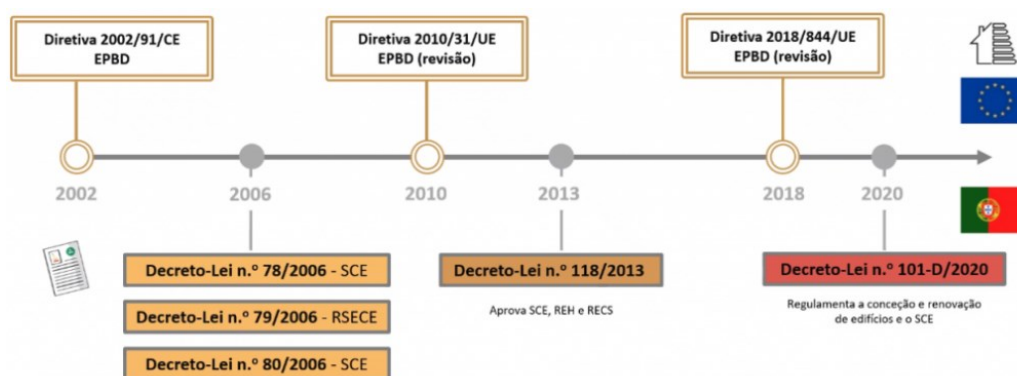 Diretiva 2002/91/CE
EPBD
Diretiva 2010/31/UE
EPBD (revisão)
Diretiva 2018/844/UE
EPBD (revisão)
2002
2006
2010
2013
2018
2020
Decreto-Lei n.º 78/2006 - SCE
Decreto-Lei n.º 79/2006 - RSECE
Decreto-Lei n.º 80/2006 - SCE
Decreto-Lei n.º 118/2013
Aprova SCE, REH e RECS
Decreto-Lei n.º 101-D/2020
Regulamenta a conceção e renovação
de edifícios e o SCE